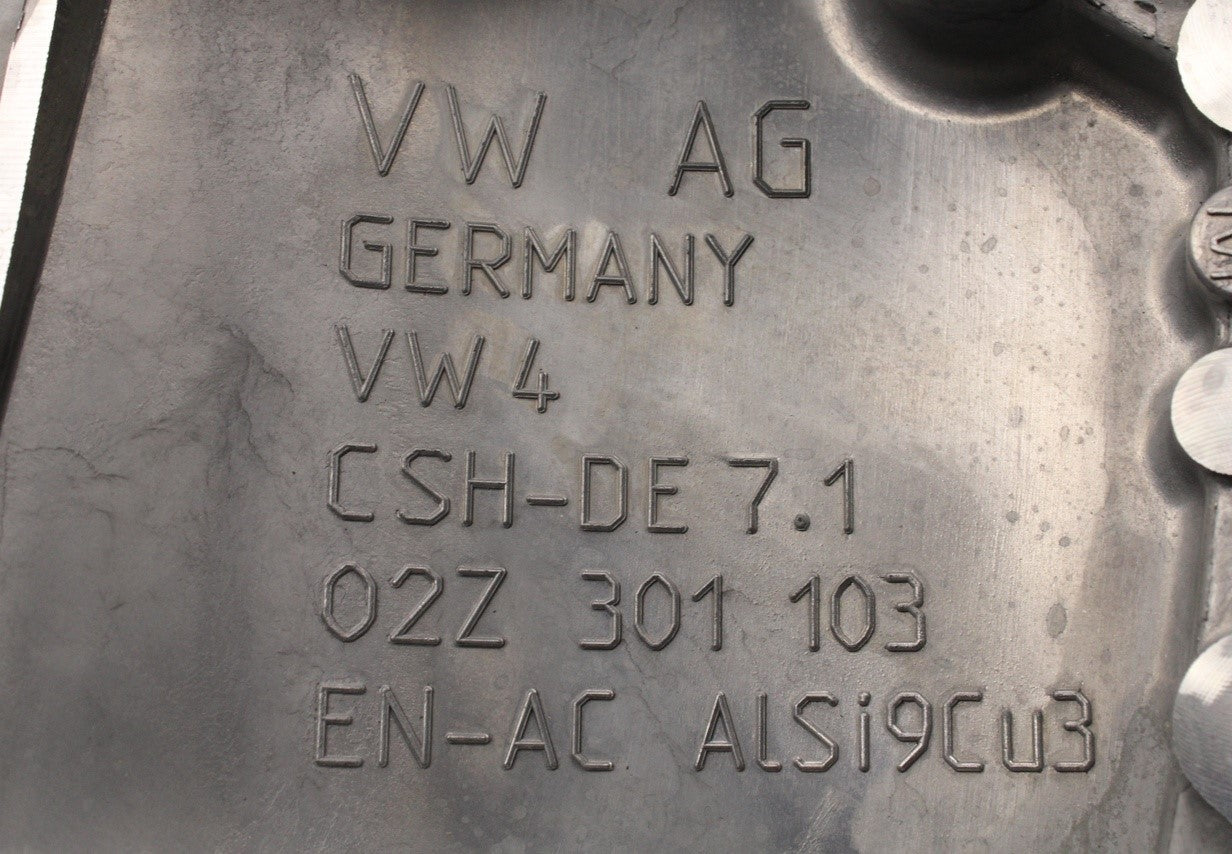 VW AG
GERMANY
VW 4
CSH-DE 7.1
02Z 301 103
EN-AC AlSi9Cu3